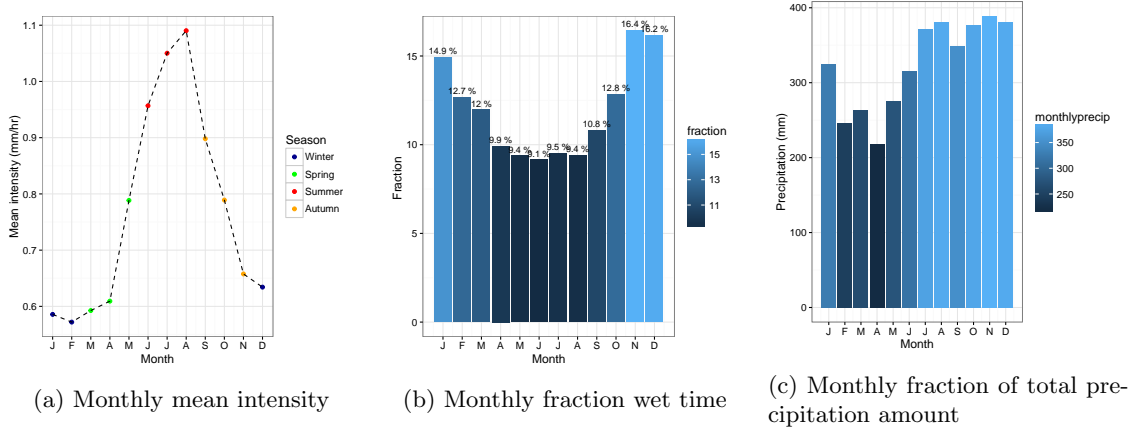 1.1
1.0
0.9
0.8
0.7
0.6
Mean intensity (mm/hr)
J F M A M J J A S O N D
Month
Season
Winter
Spring
Summer
Autumn
(a) Monthly mean intensity
15
10
5
0
Fraction
14.9 %
12.7 %
12 %
9.9 %
9.4 %
9.1 %
9.5 %
9.4 %
10.8 %
12.8 %
16.4 %
16.2 %
J F M A M J J A S O N D
Month
fraction
15
13
11
(b) Monthly fraction wet time
400
300
200
100
0
Precipitation (mm)
J F M A M J J A S O N D
Month
monthlyprecip
350
300
250
(c) Monthly fraction of total pre-
cipitation amount